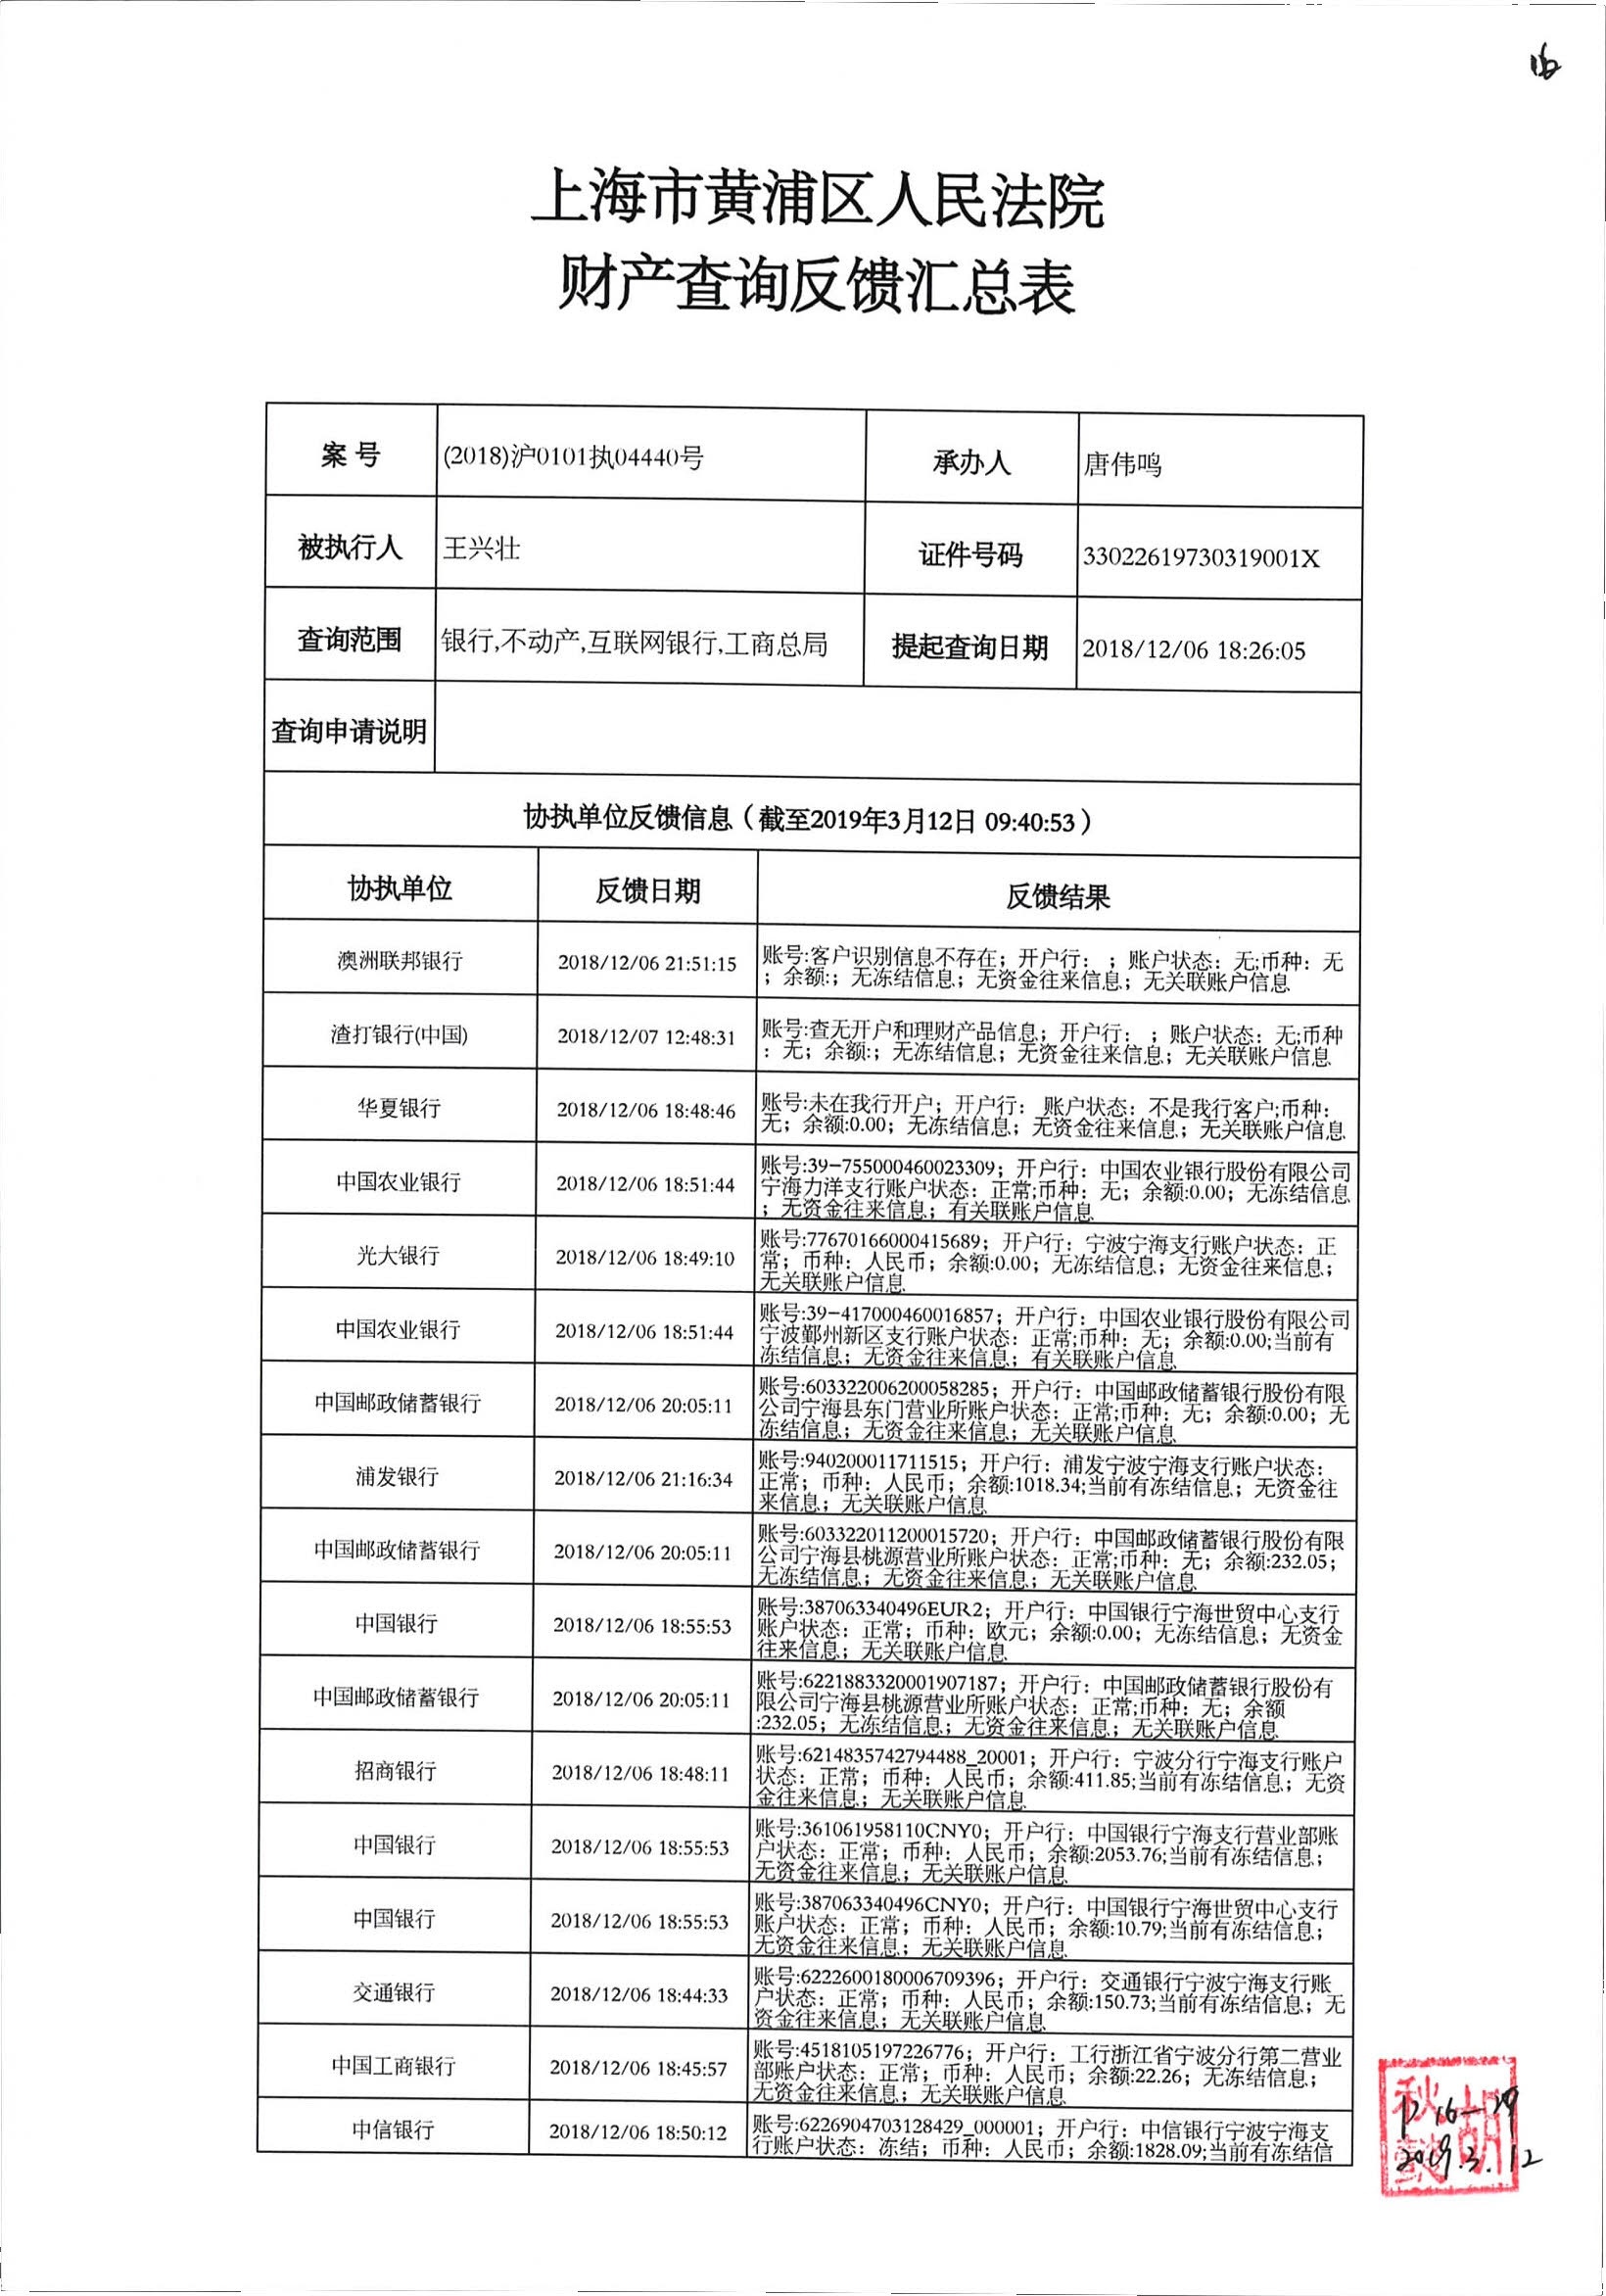 16
上海市黄浦区人民法院
财产查询反馈汇总表
案 号 (2018)沪0101执04440号 承办人 唐伟鸣
被执行人 王兴壮 证件号码 33022619730319001X
查询范围 银行,不动产,互联网银行,工商总局 提起查询日期 2018/12/06 18:26:05
查询申请说明
协执单位反馈信息（截至2019年3月12日 09:40:53）
协执单位 反馈日期 反馈结果
澳洲联邦银行 2018/12/06 21:51:15 账号:客户识别信息不存在；开户行：；账户状态：无;币种：无
；余额:；无冻结信息；无资金往来信息；无关联账户信息
渣打银行(中国) 2018/12/07 12:48:31 账号:查无开户和理财产品信息；开户行：；账户状态：无;币种
：无；余额:；无冻结信息；无资金往来信息；无关联账户信息
华夏银行 2018/12/06 18:48:46 账号:未在我行开户；开户行： 账户状态：不是我行客户;币种：
无；余额:0.00；无冻结信息；无资金往来信息；无关联账户信息
中国农业银行 2018/12/06 18:51:44 账号:39-755000460023309；开户行：中国农业银行股份有限公司
宁海力洋支行账户状态：正常;币种：无；余额:0.00；无冻结信息
；无资金往来信息；有关联账户信息
光大银行 2018/12/06 18:49:10 账号:77670166000415689；开户行：宁波宁海支行账户状态：正
常；币种：人民币；余额:0.00；无冻结信息；无资金往来信息；
无关联账户信息
中国农业银行 2018/12/06 18:51:44 账号:39-417000460016857；开户行：中国农业银行股份有限公司
宁波鄞州新区支行账户状态：正常;币种：无；余额:0.00;当前有
冻结信息；无资金往来信息；有关联账户信息
中国邮政储蓄银行 2018/12/06 20:05:11 账号:603322006200058285；开户行：中国邮政储蓄银行股份有限
公司宁海县东门营业所账户状态：正常;币种：无；余额:0.00；无
冻结信息；无资金往来信息；无关联账户信息
浦发银行 2018/12/06 21:16:34 账号:940200011711515；开户行：浦发宁波宁海支行账户状态：
正常；币种：人民币；余额:1018.34;当前有冻结信息；无资金往
来信息；无关联账户信息
中国邮政储蓄银行 2018/12/06 20:05:11 账号:603322011200015720；开户行：中国邮政储蓄银行股份有限
公司宁海县桃源营业所账户状态：正常;币种：无；余额:232.05；
无冻结信息；无资金往来信息；无关联账户信息
中国银行 2018/12/06 18:55:53 账号:387063340496EUR2；开户行：中国银行宁海世贸中心支行
账户状态：正常；币种：欧元；余额:0.00；无冻结信息；无资金
往来信息；无关联账户信息
中国邮政储蓄银行 2018/12/06 20:05:11 账号:6221883320001907187；开户行：中国邮政储蓄银行股份有
限公司宁海县桃源营业所账户状态：正常;币种：无；余额
:232.05；无冻结信息；无资金往来信息；无关联账户信息
招商银行 2018/12/06 18:48:11 账号:6214835742794488_20001；开户行：宁波分行宁海支行账户
状态：正常；币种：人民币；余额:411.85;当前有冻结信息；无资
金往来信息；无关联账户信息
中国银行 2018/12/06 18:55:53 账号:361061958110CNY0；开户行：中国银行宁海支行营业部账
户状态：正常；币种：人民币；余额:2053.76;当前有冻结信息；
无资金往来信息；无关联账户信息
中国银行 2018/12/06 18:55:53 账号:387063340496CNY0；开户行：中国银行宁海世贸中心支行
账户状态：正常；币种：人民币；余额:10.79;当前有冻结信息；
无资金往来信息；无关联账户信息
交通银行 2018/12/06 18:44:33 账号:6222600180006709396；开户行：交通银行宁波宁海支行账
户状态：正常；币种：人民币；余额:150.73;当前有冻结信息；无
资金往来信息；无关联账户信息
中国工商银行 2018/12/06 18:45:57 账号:4518105197226776；开户行：工行浙江省宁波分行第二营业
部账户状态：正常；币种：人民币；余额:22.26；无冻结信息；
无资金往来信息；无关联账户信息
中信银行 2018/12/06 18:50:12 账号:6226904703128429_000001；开户行：中信银行宁波宁海支
行账户状态：冻结；币种：人民币；余额:1828.09;当前有冻结信
2019.3.12